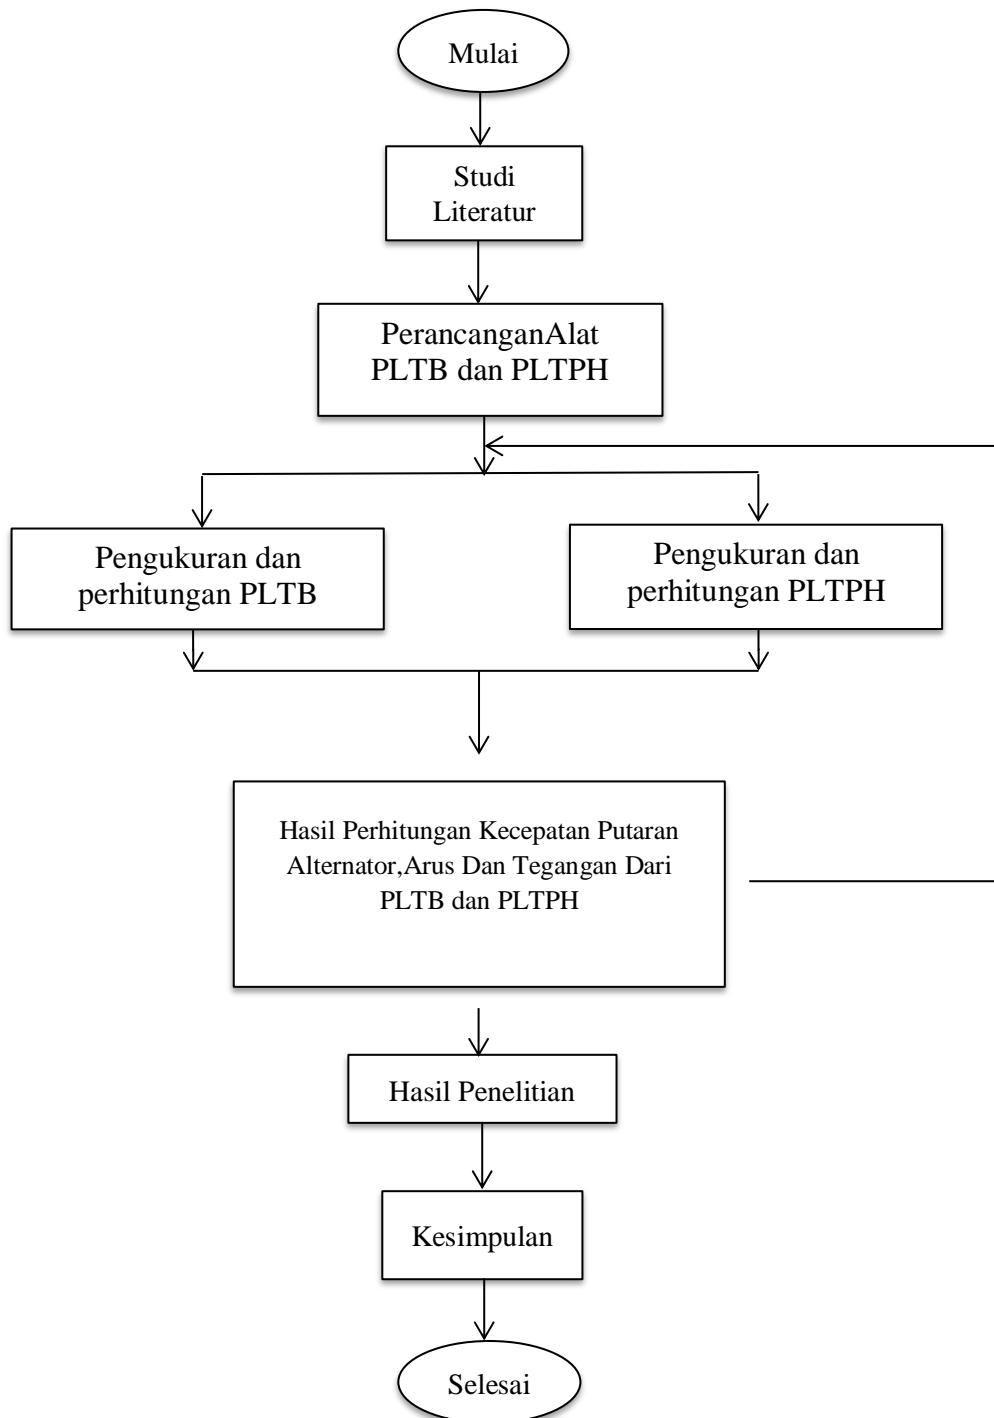 Mulai
Studi
Literatur
PerancanganAlat
PLTB dan PLTPH
Pengukuran dan
perhitungan PLTB
Pengukuran dan
perhitungan PLTPH
Hasil Perhitungan Kecepatan Putaran
Alternator,Arus Dan Tegangan Dari
PLTB dan PLTPH
Hasil Penelitian
Kesimpulan
Selesai